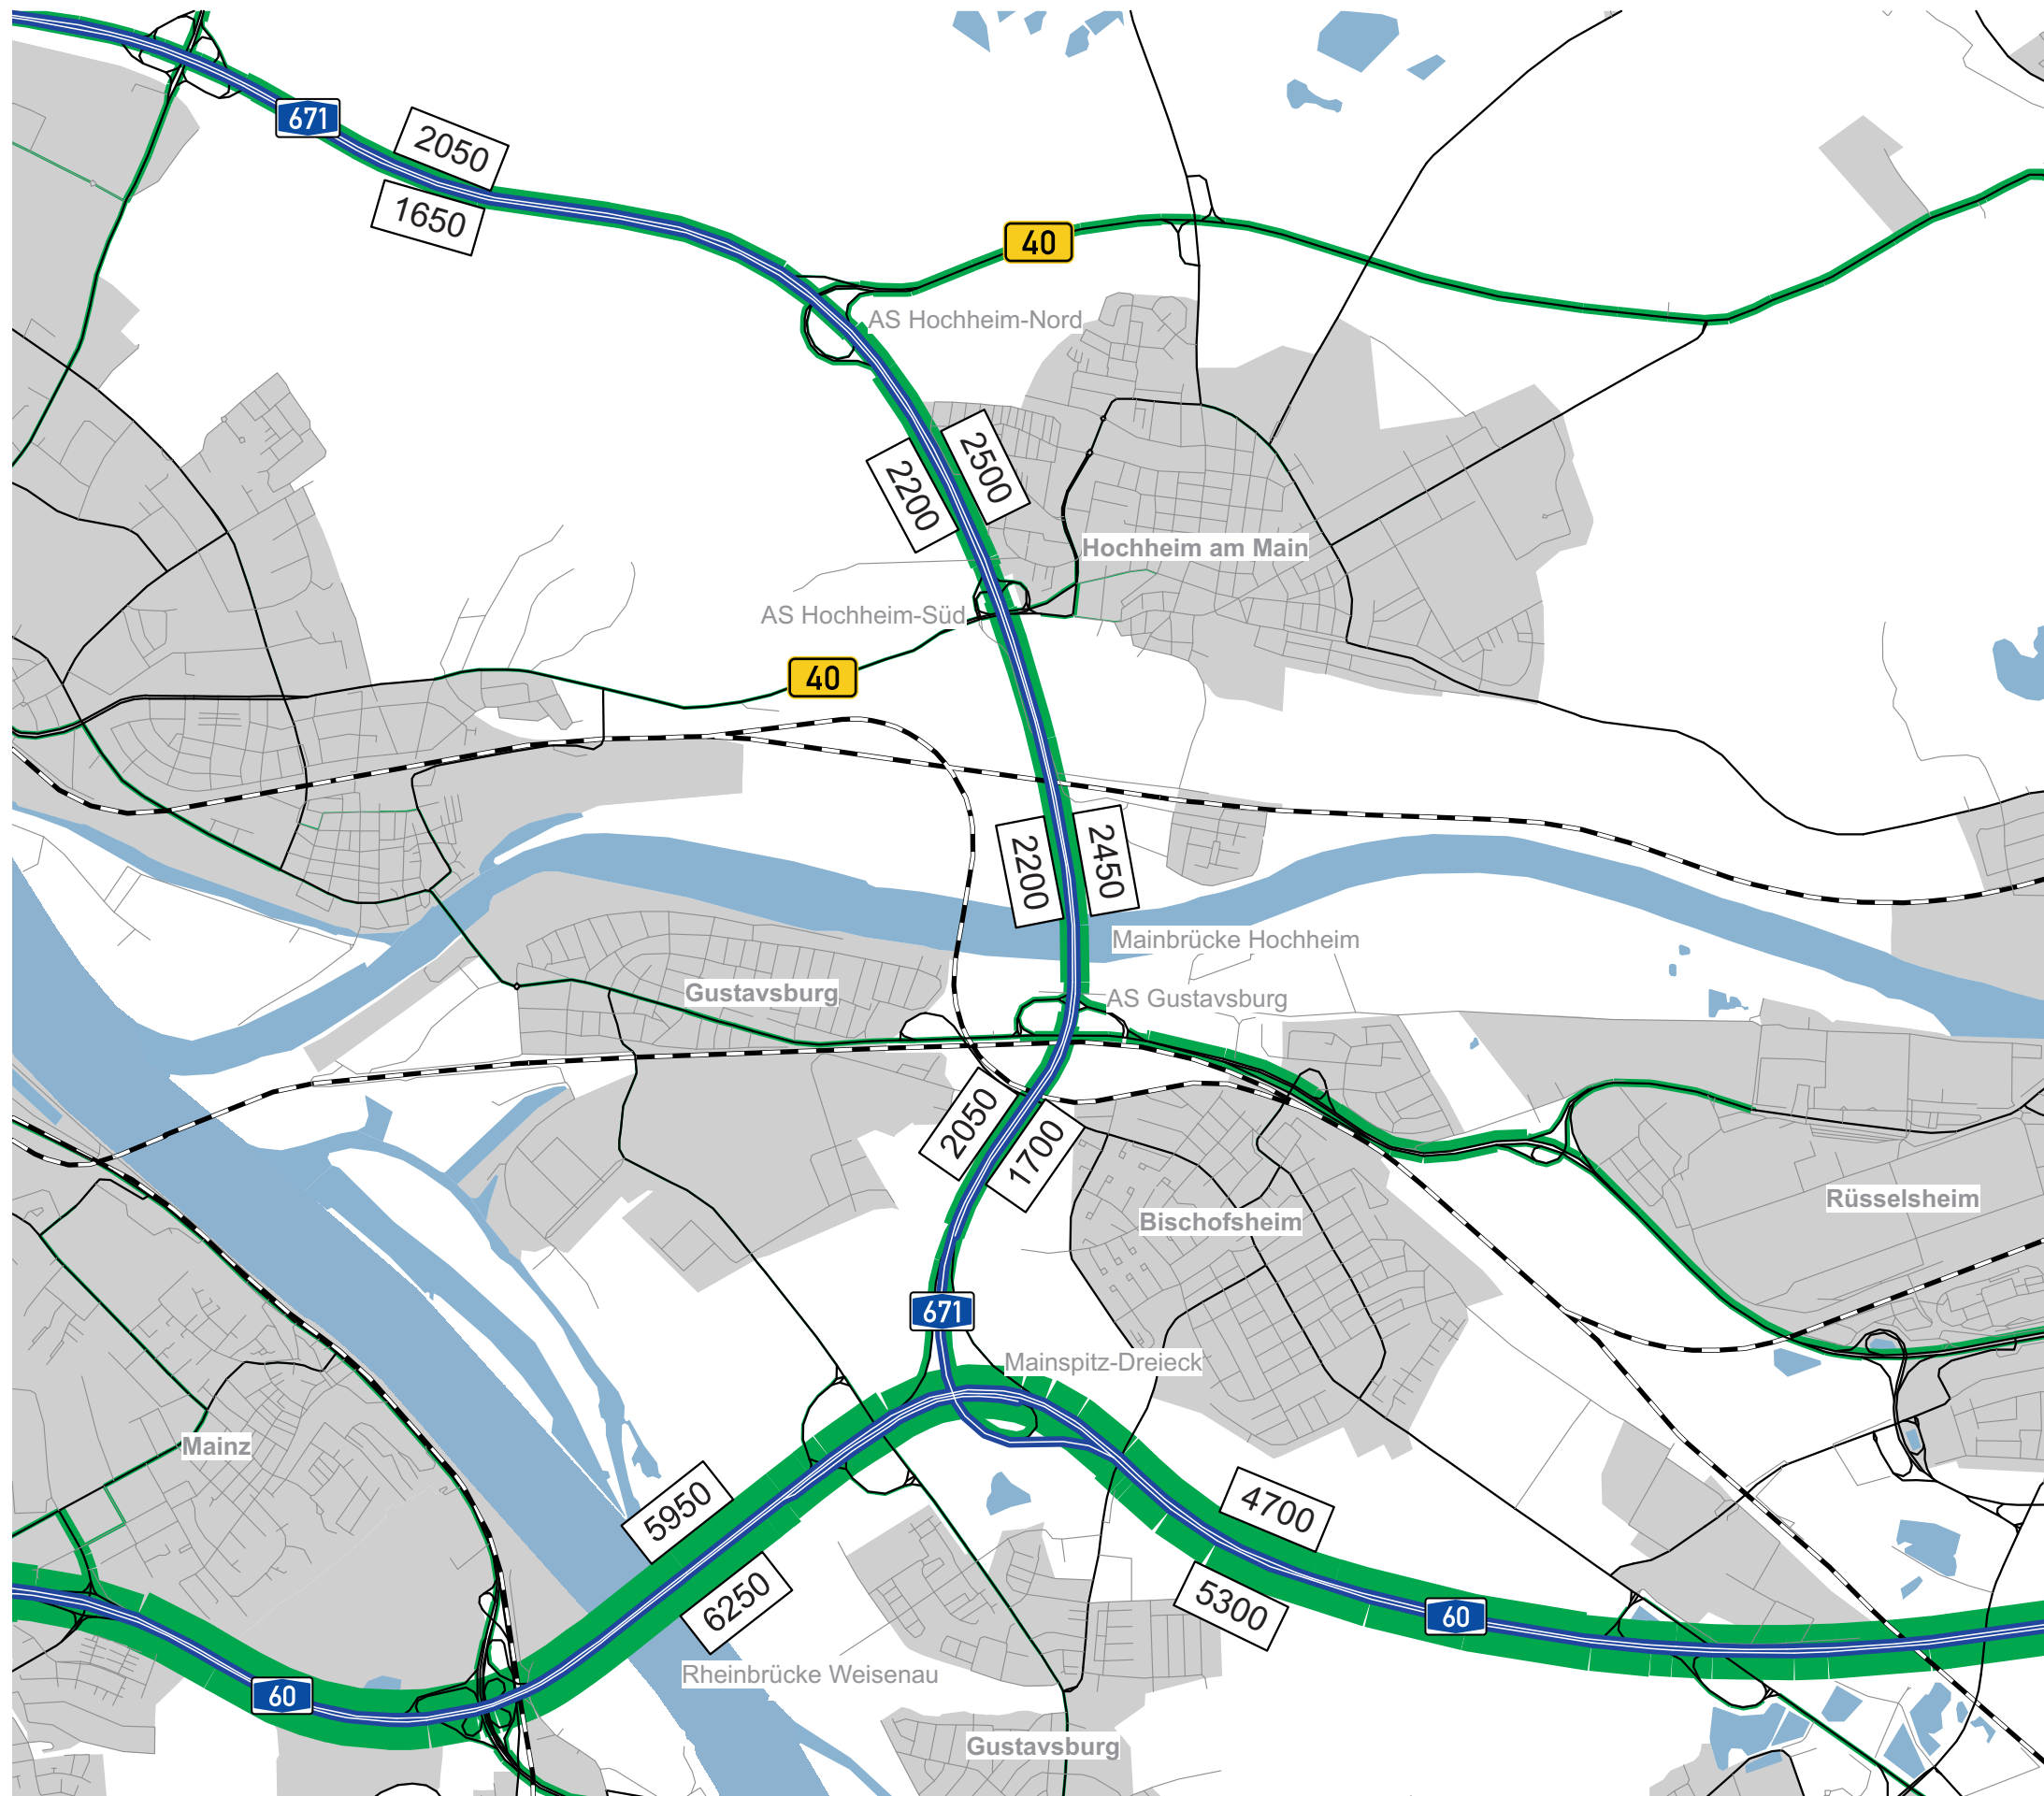 671
2050
1650
40
AS Hochheim-Nord
2500
2200
Hochheim am Main
AS Hochheim-Süd
40
2450
2200
Mainbrücke Hochheim
Gustavsburg
AS Gustavsburg
2050
1700
Rüsselsheim
Bischofsheim
671
Mainspitz-Dreieck
Mainz
5950
4700
6250
5300
60
Rheinbrücke Weisenau
60
Gustavsburg